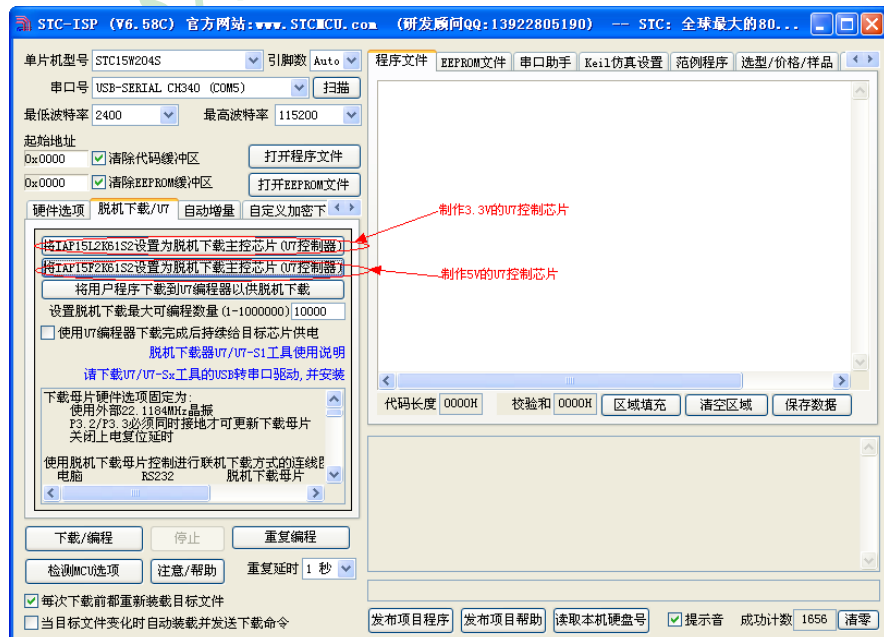 STC-ISP (V6.58C) 官方网站:www.STCMCU.com (研发顾问QQ:13922805190) -- STC: 全球最大的80...
单片机型号 STC15W204S 引脚数 Auto
串口号 USB-SERIAL CH340 (COM5) 扫描
最低波特率 2400 最高波特率 115200
起始地址
0x0000 清除代码缓冲区 打开程序文件
0x0000 清除EEPROM缓冲区 打开EEPROM文件
硬件选项 脱机下载/U7 自动增量 自定义加密下
将IAP15L2K61S2设置为脱机下载主控芯片(U7控制器)
将IAP15F2K61S2设置为脱机下载主控芯片(U7控制器)
将用户程序下载到U7编程器以供脱机下载
设置脱机下载最大可编程数量(1-1000000) 10000
使用U7编程器下载完成后持续给目标芯片供电
脱机下载器U7/U7-S1工具使用说明
请下载U7/U7-Sx工具的USB转串口驱动,并安装
下载母片硬件选项固定为:
使用外部22.1184MHz晶振
P3.2/P3.3必须同时接地才可更新下载母片
关闭上电复位延时
使用脱机下载母片控制进行联机下载方式的连线
电脑 RS232 脱机下载母片
下载/编程 停止 重复编程
检测MCU选项 注意/帮助 重复延时 1 秒
每次下载前都重新装载目标文件
当目标文件变化时自动装载并发送下载命令
程序文件 EEPROM文件 串口助手 Keil仿真设置 范例程序 选型/价格/样品
制作3.3V的U7控制芯片
制作5V的U7控制芯片
代码长度 0000H 校验和 0000H 区域填充 清空区域 保存数据
发布项目程序 发布项目帮助 读取本机硬盘号 提示音 成功计数 1656 清零